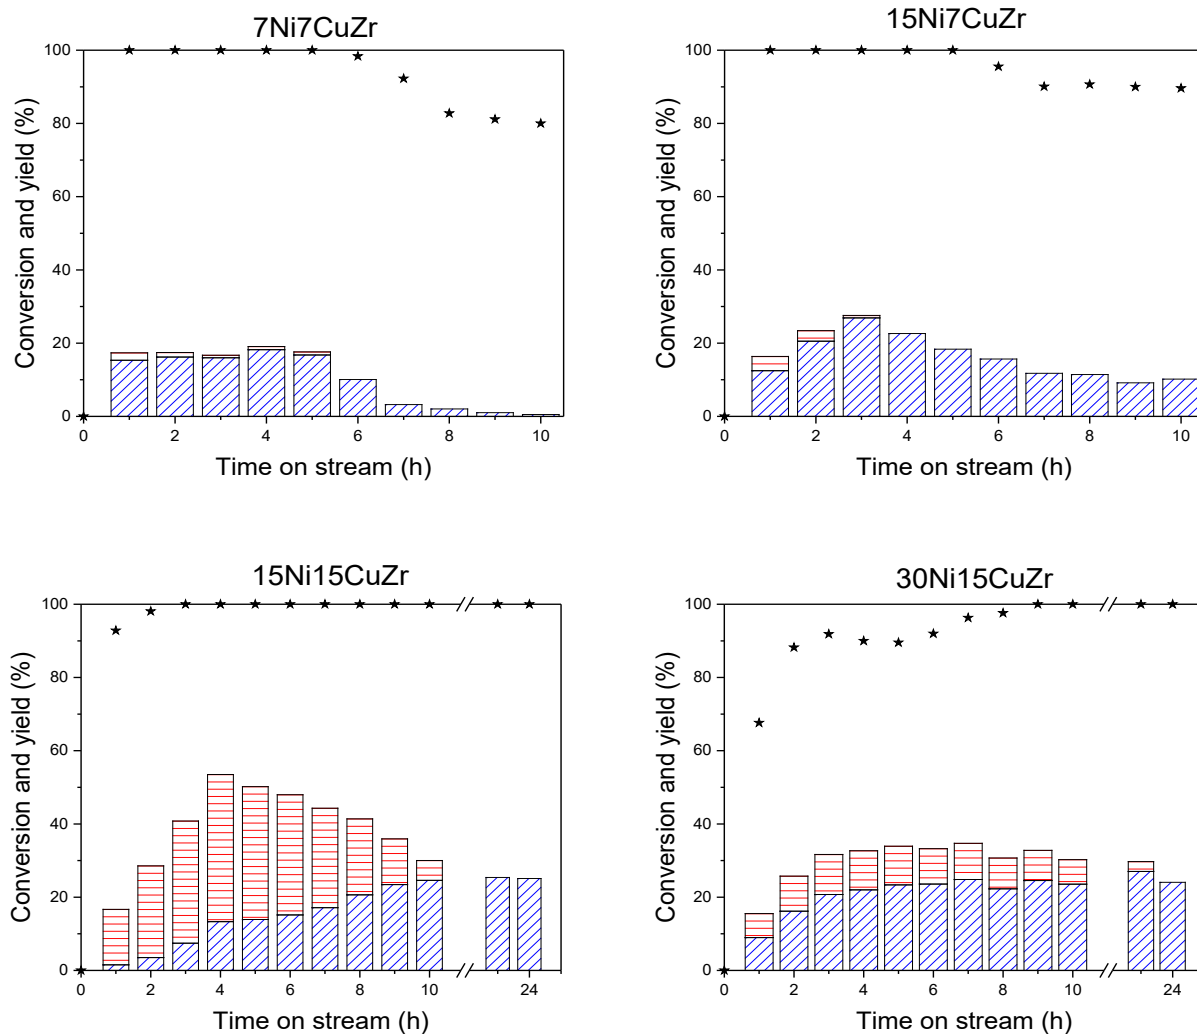 7Ni7CuZr
100
80
60
40
20
0
Conversion and yield (%)
0 2 4 6 8 10
Time on stream (h)
15Ni7CuZr
100
80
60
40
20
0
Conversion and yield (%)
0 2 4 6 8 10
Time on stream (h)
15Ni15CuZr
100
80
60
40
20
0
Conversion and yield (%)
0 2 4 6 8 10 24
Time on stream (h)
30Ni15CuZr
100
80
60
40
20
0
Conversion and yield (%)
0 2 4 6 8 10 24
Time on stream (h)